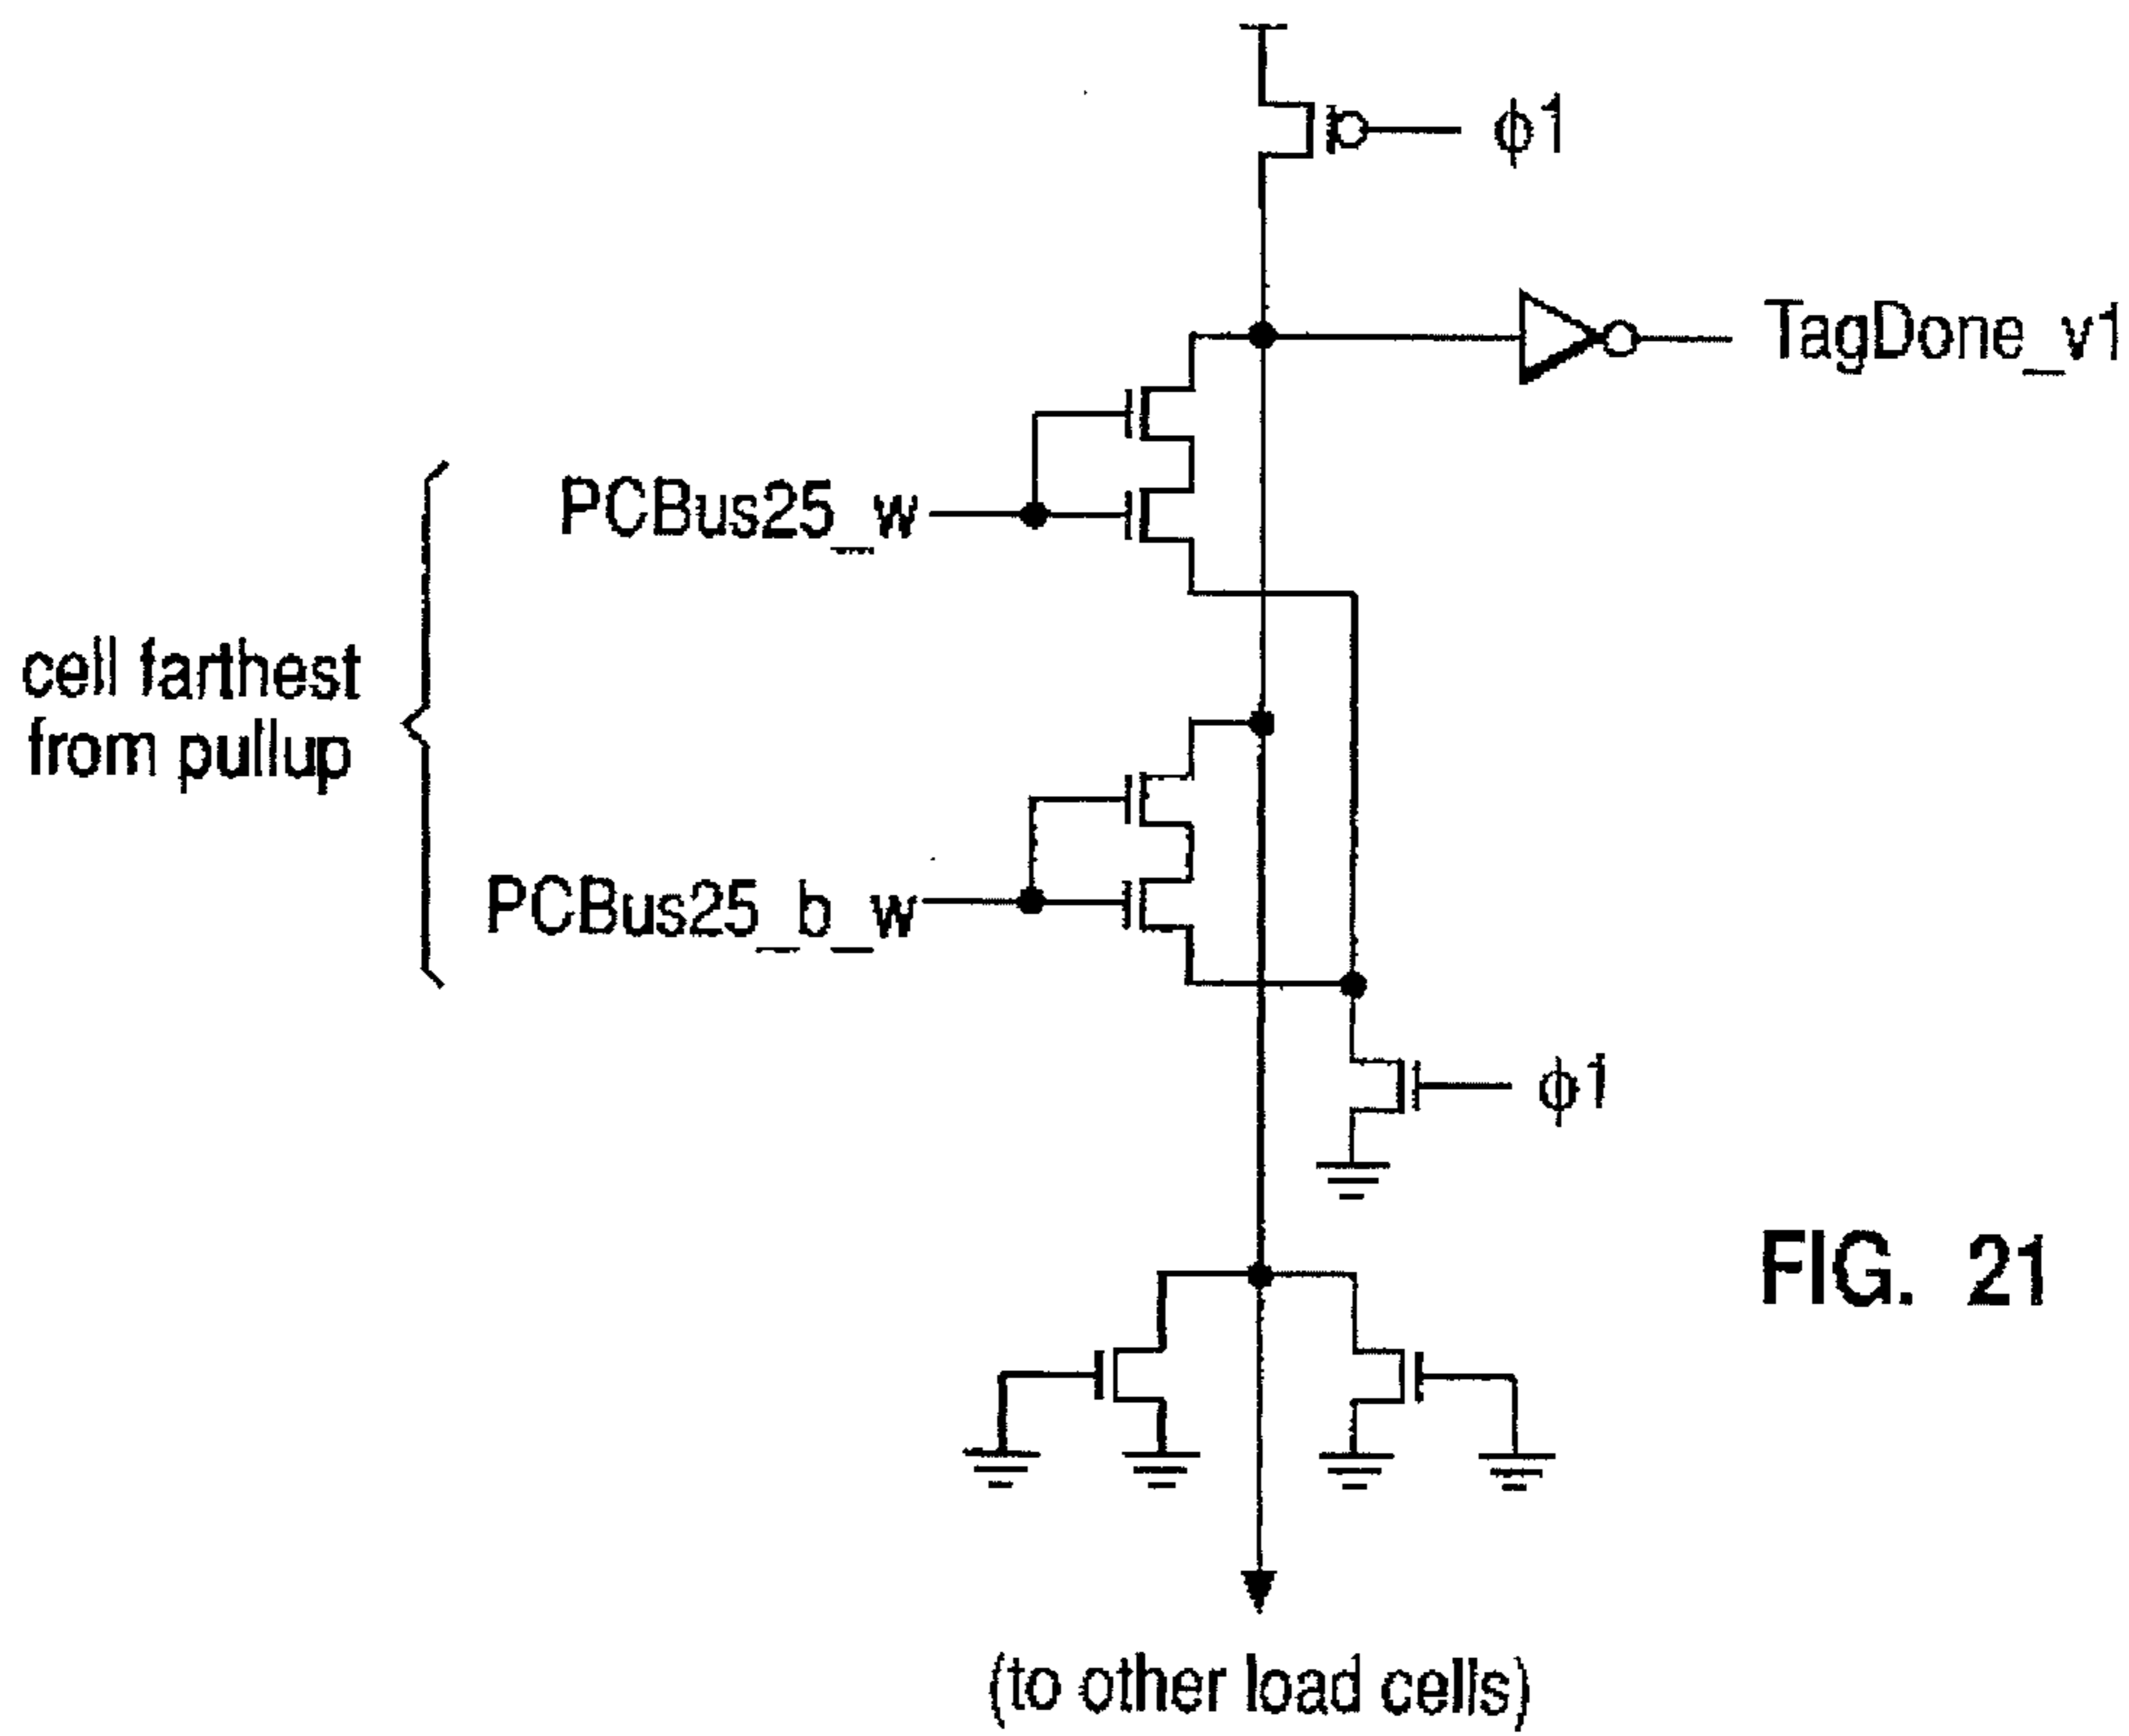 ϕ1
TagDone_v1
PCBus25_w
cell farthest
from pullup
PCBus25_b_w
ϕ1
FIG. 21
(to other load cells)